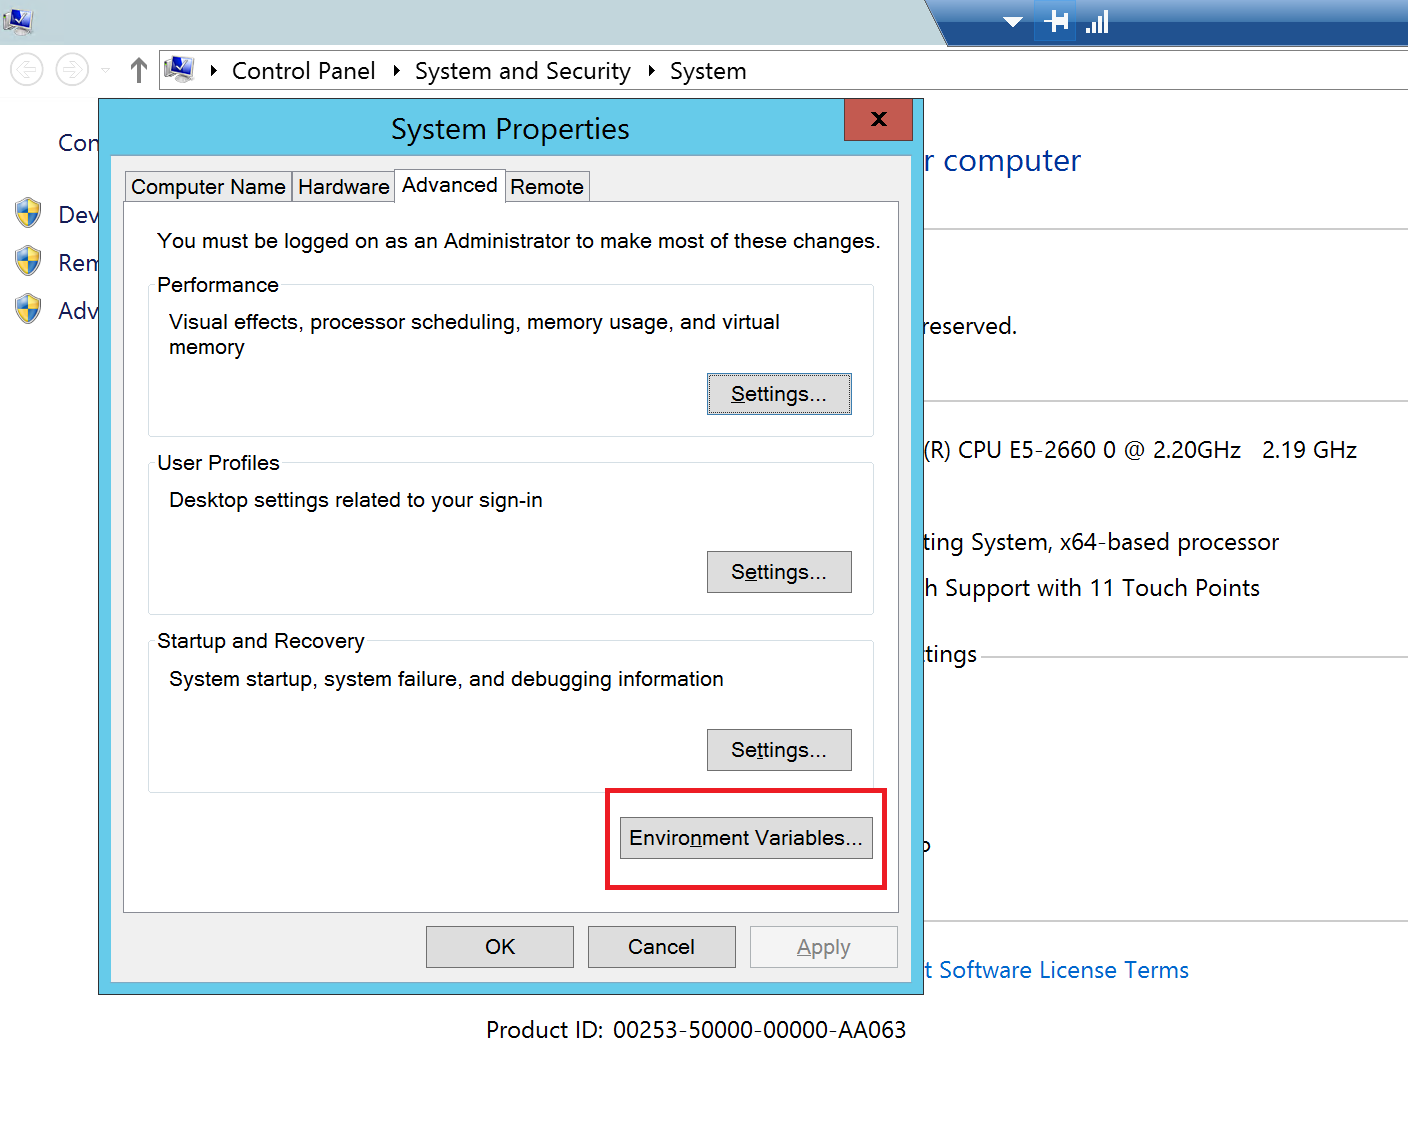 Control Panel System and Security System
System Properties
X
Con
r computer
Computer Name Hardware Advanced Remote
Dev
You must be logged on as an Administrator to make most of these changes.
Rem
Performance
Adv
Visual effects, processor scheduling, memory usage, and virtual
memory
reserved.
Settings...
(R) CPU E5-2660 0 @ 2.20GHz 2.19 GHz
User Profiles
Desktop settings related to your sign-in
ting System, x64-based processor
Settings...
h Support with 11 Touch Points
Startup and Recovery
ttings
System startup, system failure, and debugging information
Settings...
Environment Variables...
OK Cancel Apply
t Software License Terms
Product ID: 00253-50000-00000-AA063